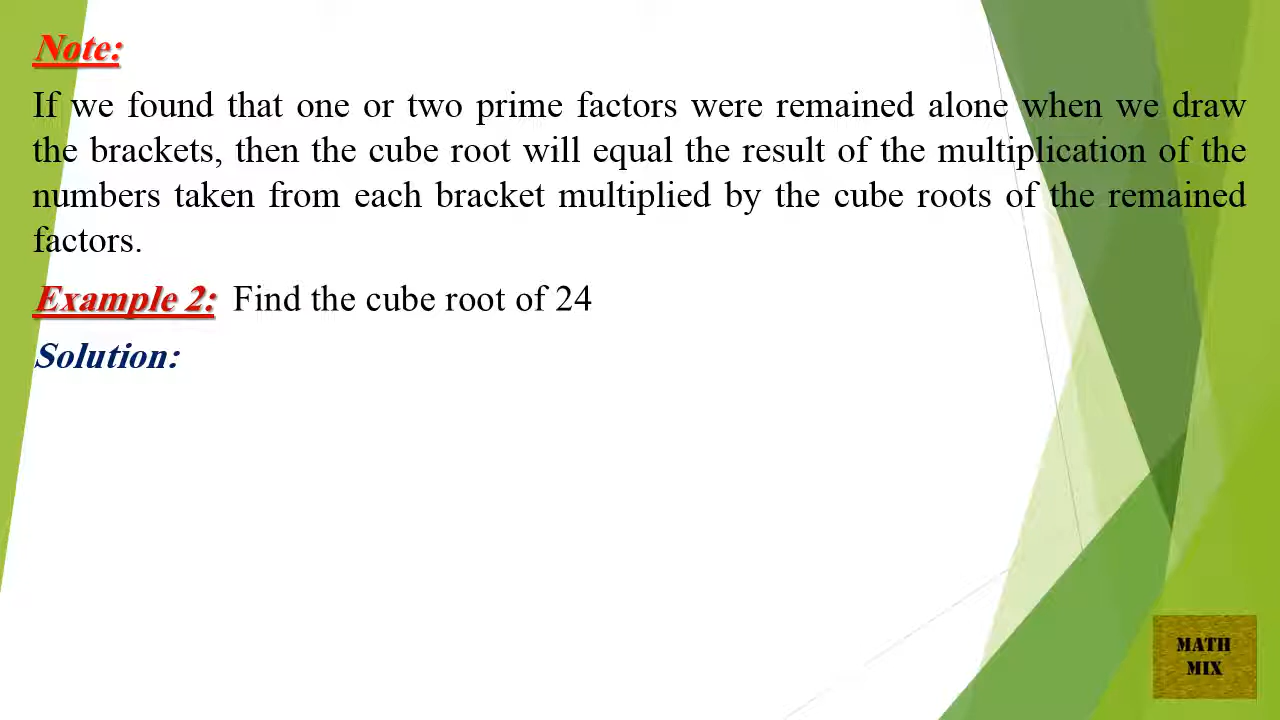 Note:
If we found that one or two prime factors were remained alone when we draw
the brackets, then the cube root will equal the result of the multiplication of the
numbers taken from each bracket multiplied by the cube roots of the remained
factors.
Example 2: Find the cube root of 24
Solution:
MATH
MIX